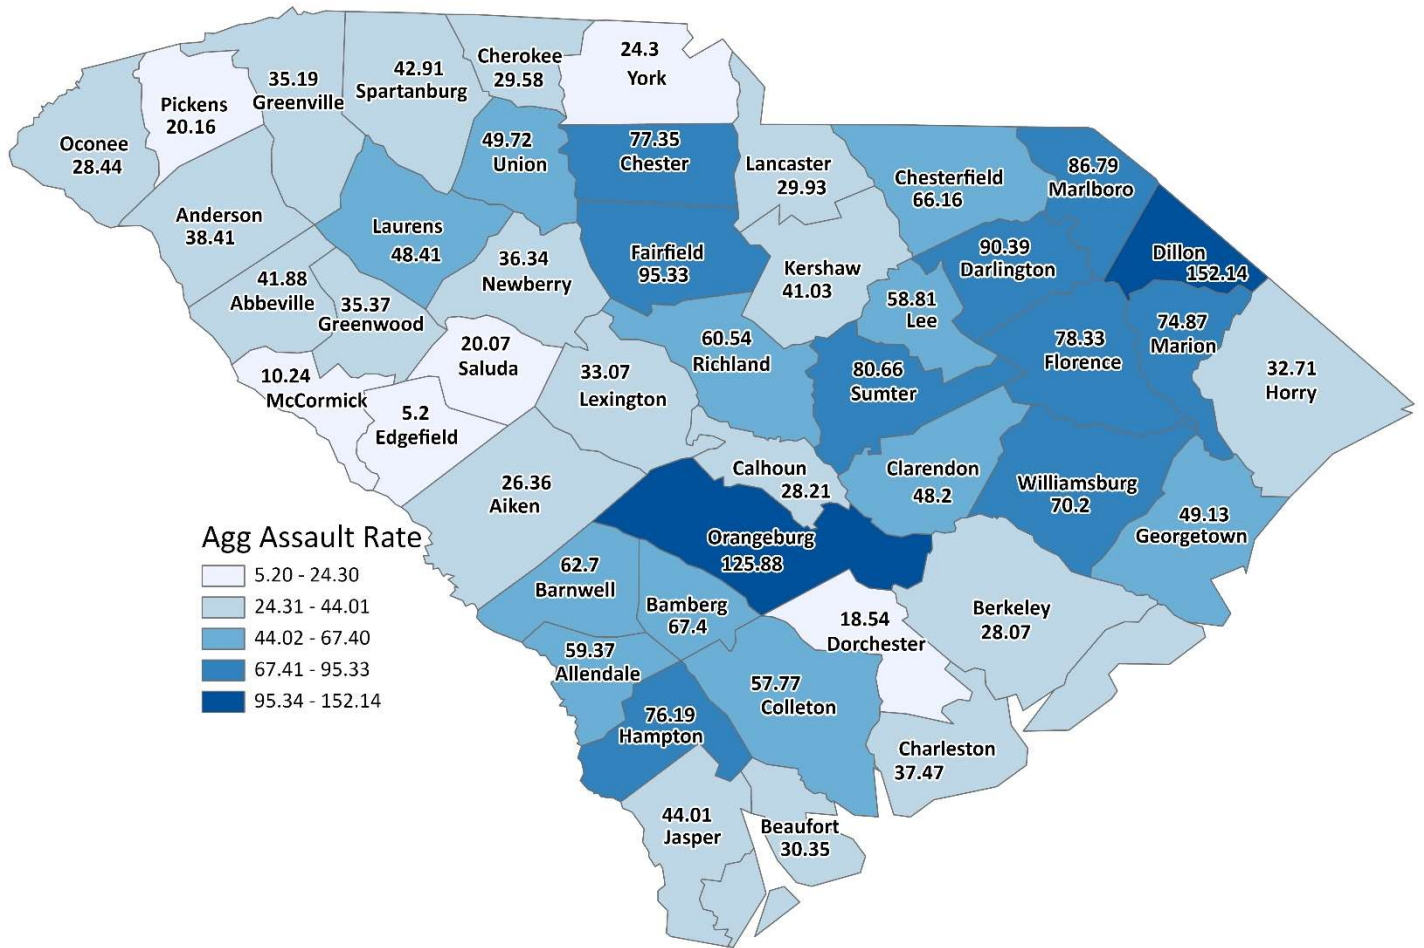 24.3
York
Cherokee
29.58
42.91
Spartanburg
35.19
Greenville
Pickens
20.16
Oconee
28.44
49.72
Union
77.35
Chester
Lancaster
29.93
Chesterfield
66.16
86.79
Marlboro
Anderson
38.41
Laurens
48.41
36.34
Newberry
Fairfield
95.33
Kershaw
41.03
90.39
Darlington
Dillon
152.14
41.88
Abbeville
35.37
Greenwood
58.81
Lee
74.87
Marion
20.07
Saluda
60.54
Richland
78.33
Florence
10.24
McCormick
5.2
Edgefield
33.07
Lexington
80.66
Sumter
32.71
Horry
26.36
Aiken
Calhoun
28.21
Clarendon
48.2
Williamsburg
70.2
49.13
Georgetown
Orangeburg
125.88
62.7
Barnwell
Bamberg
67.4
18.54
Dorchester
Berkeley
28.07
59.37
Allendale
57.77
Colleton
76.19
Hampton
Charleston
37.47
44.01
Jasper
Beaufort
30.35
Agg Assault Rate
5.20 - 24.30
24.31 - 44.01
44.02 - 67.40
67.41 - 95.33
95.34 - 152.14